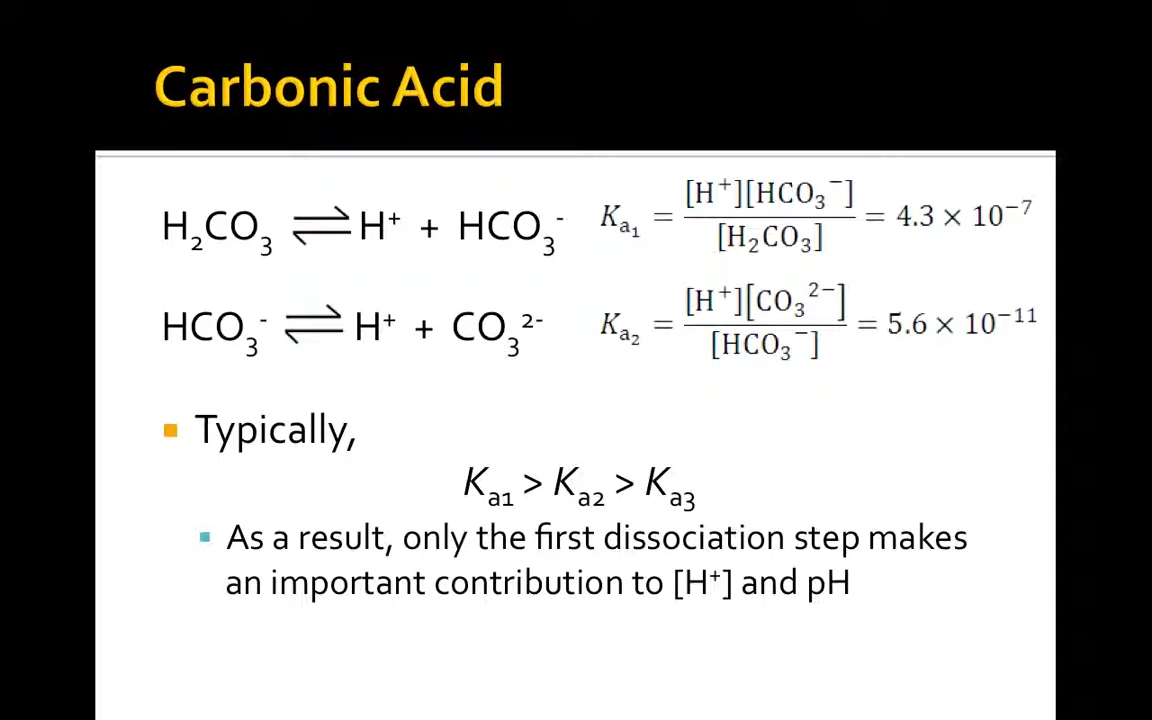 Carbonic Acid
H₂CO₃ ⇌ H⁺ + HCO₃⁻ Kₐ₁ = [H⁺][HCO₃⁻] / [H₂CO₃] = 4.3 × 10⁻⁷
HCO₃⁻ ⇌ H⁺ + CO₃²⁻ Kₐ₂ = [H⁺][CO₃²⁻] / [HCO₃⁻] = 5.6 × 10⁻¹¹
Typically,
Kₐ₁ > Kₐ₂ > Kₐ₃
As a result, only the first dissociation step makes
an important contribution to [H⁺] and pH